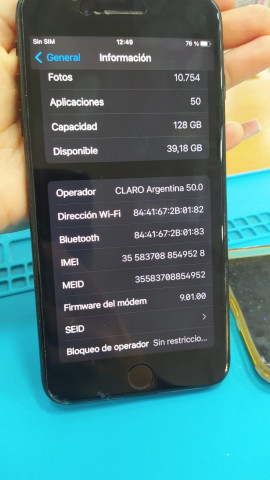 Sin SIM 12:49 76 %
General Información
Fotos 10.754
Aplicaciones 50
Capacidad 128 GB
Disponible 39,18 GB
Operador CLARO Argentina 50.0
Dirección Wi-Fi 84:41:67:2B:01:82
Bluetooth 84:41:67:2B:01:83
IMEI 35 583708 854952 8
MEID 35583708854952
Firmware del módem 9.01.00
SEID
Bloqueo de operador Sin restriccio...